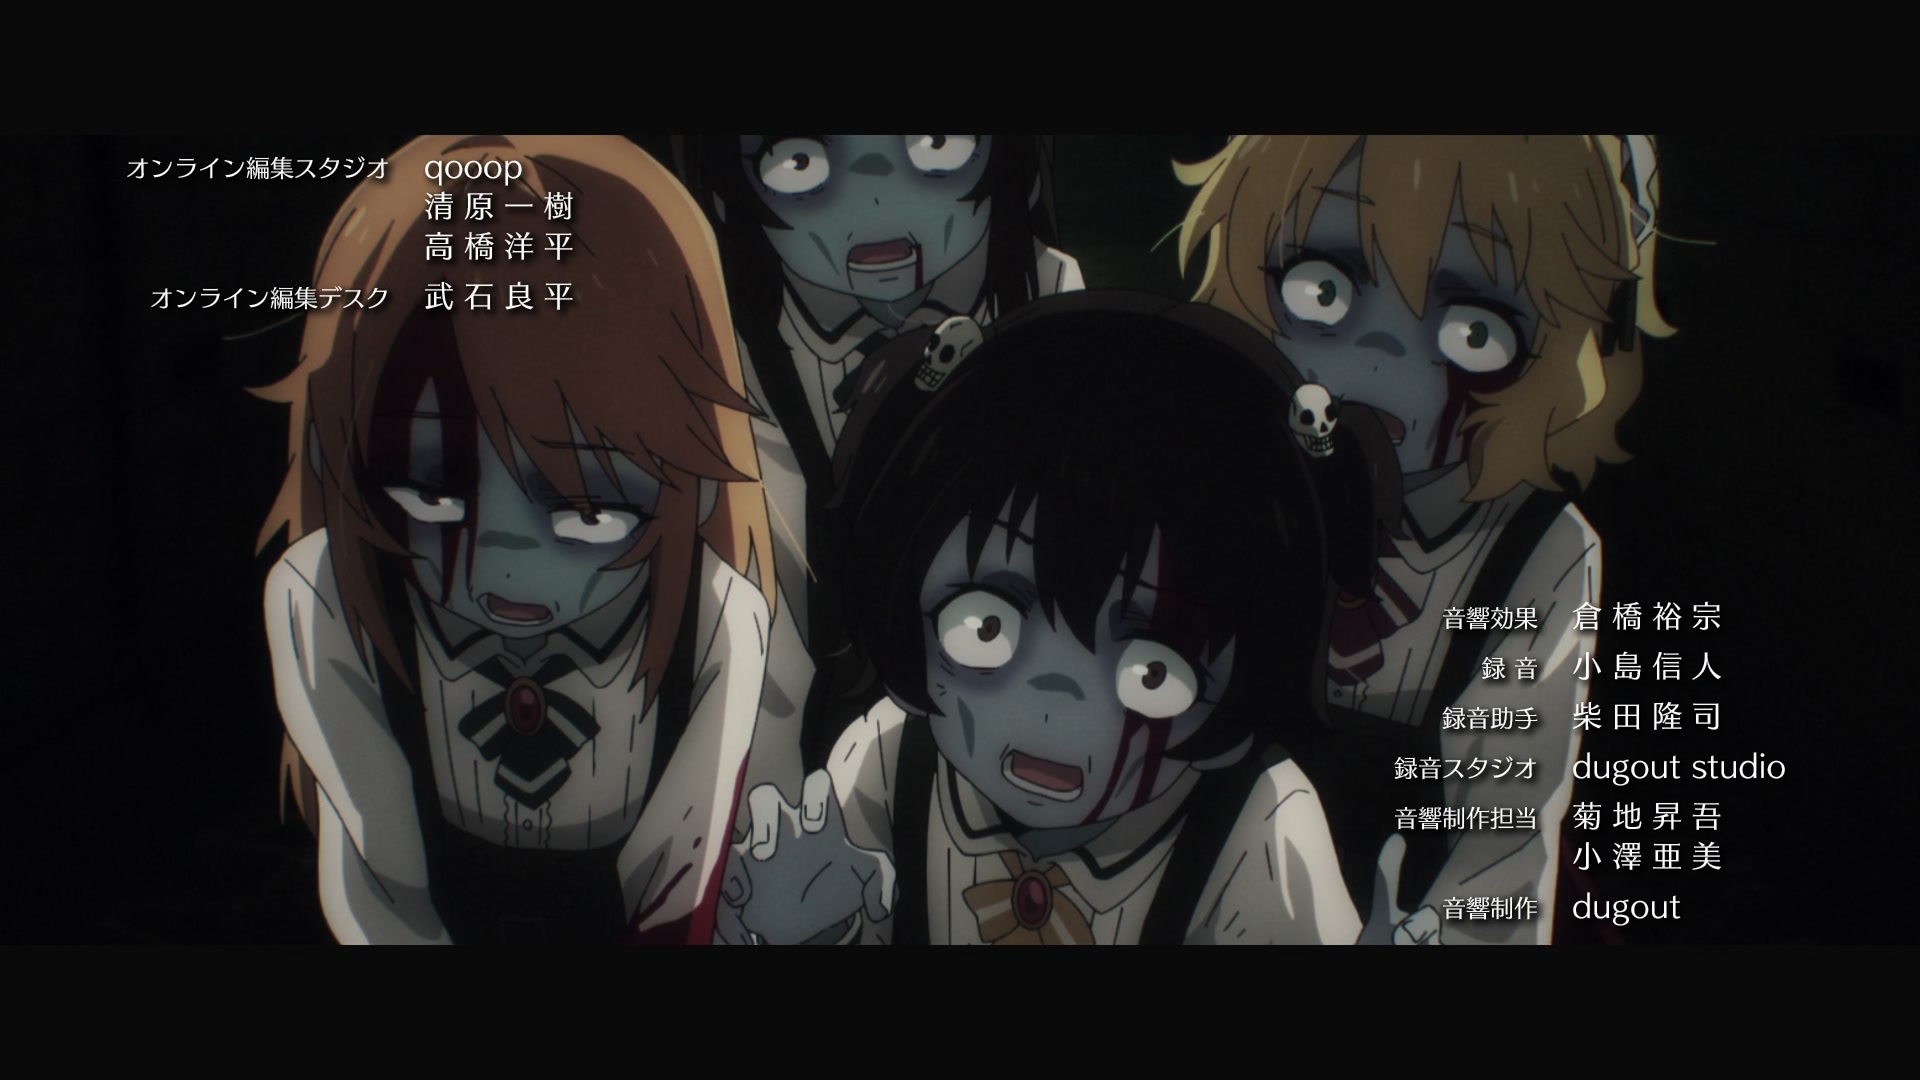 オンライン編集スタジオ qooop
清原一樹
高橋洋平
オンライン編集デスク 武石良平
音響効果 倉橋裕宗
録音 小島信人
録音助手 柴田隆司
録音スタジオ dugout studio
音響制作担当 菊地昇吾
小澤亜美
音響制作 dugout